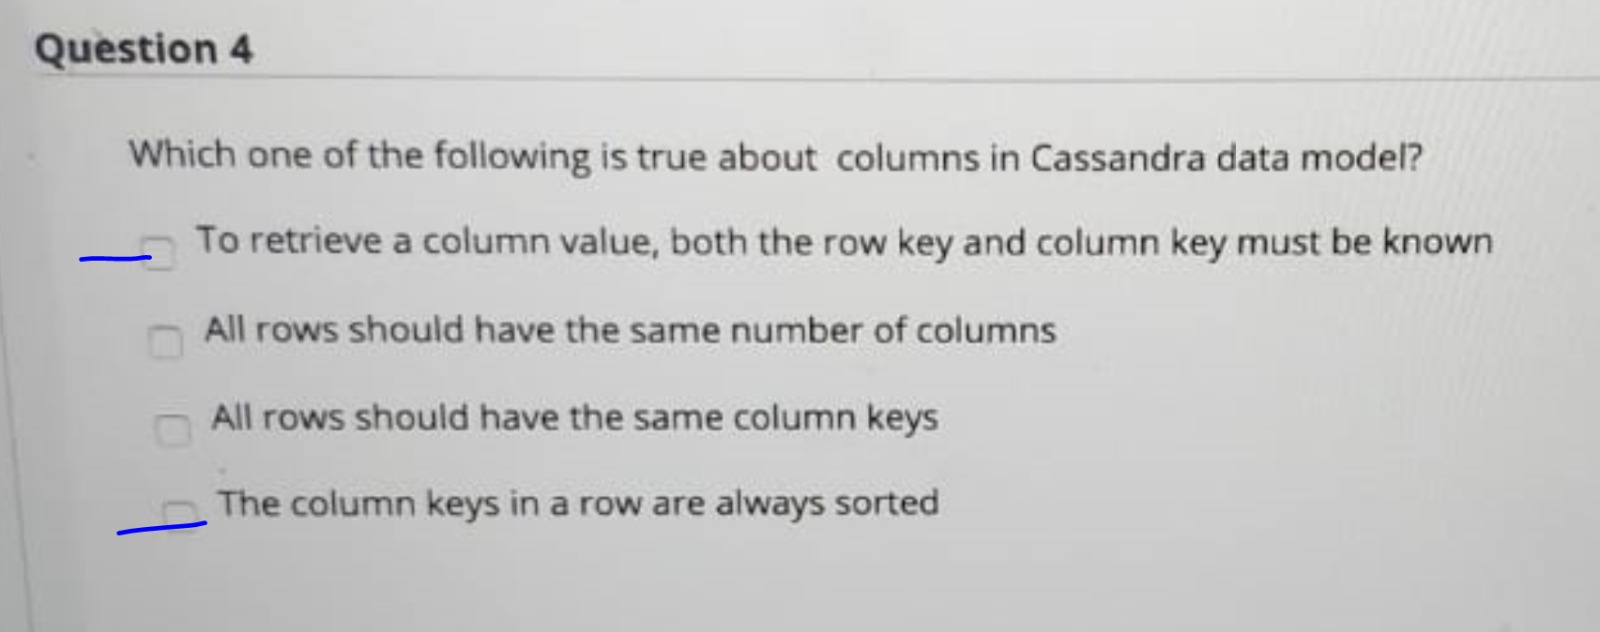 Question 4
Which one of the following is true about columns in Cassandra data model?
To retrieve a column value, both the row key and column key must be known
All rows should have the same number of columns
All rows should have the same column keys
The column keys in a row are always sorted